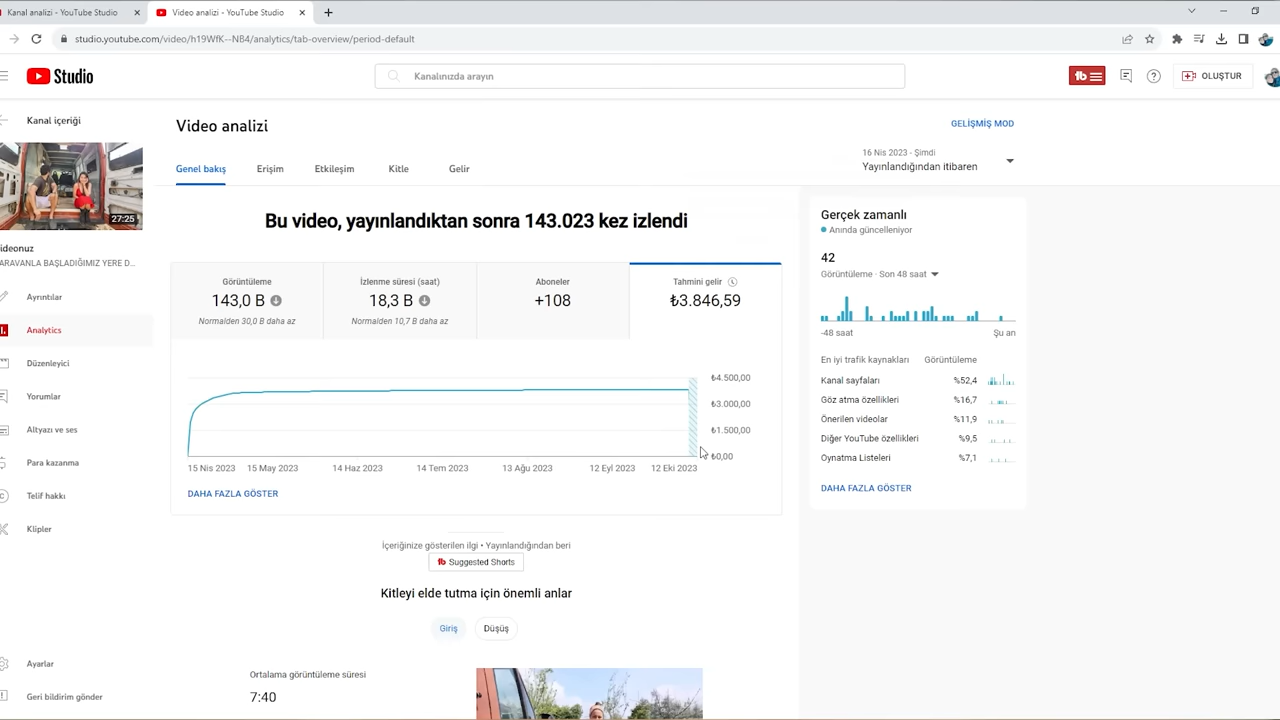 Kanal analizi - YouTube Studio
Video analizi - YouTube Studio
studio.youtube.com/video/h19WfK--NB4/analytics/tab-overview/period-default
Studio
Kanalınızda arayın
OLUŞTUR
Kanal içeriği
27:25
ideonuz
ARAVANLA BAŞLADIĞIMIZ YERE D...
Ayrıntılar
Analytics
Düzenleyici
Yorumlar
Altyazı ve ses
Para kazanma
Telif hakkı
Klipler
Ayarlar
Geri bildirim gönder
Video analizi
GELİŞMİŞ MOD
Genel bakış
Erişim
Etkileşim
Kitle
Gelir
16 Nis 2023 - Şimdi
Yayınlandığından itibaren
Bu video, yayınlandıktan sonra 143.023 kez izlendi
Görüntüleme
143,0 B
Normalden 30,0 B daha az
İzlenme süresi (saat)
18,3 B
Normalden 10,7 B daha az
Aboneler
+108
Tahmini gelir
₺3.846,59
₺4.500,00
₺3.000,00
₺1.500,00
₺0,00
15 Nis 2023
15 May 2023
14 Haz 2023
14 Tem 2023
13 Ağu 2023
12 Eyl 2023
12 Eki 2023
DAHA FAZLA GÖSTER
İçeriğinize gösterilen ilgi • Yayınlandığından beri
fb Suggested Shorts
Kitleyi elde tutma için önemli anlar
Giriş
Düşüş
Ortalama görüntüleme süresi
7:40
Gerçek zamanlı
Anında güncelleniyor
42
Görüntüleme · Son 48 saat
-48 saat
Şu an
En iyi trafik kaynakları
Görüntüleme
Kanal sayfaları %52,4
Göz atma özellikleri %16,7
Önerilen videolar %11,9
Diğer YouTube özellikleri %9,5
Oynatma Listeleri %7,1
DAHA FAZLA GÖSTER